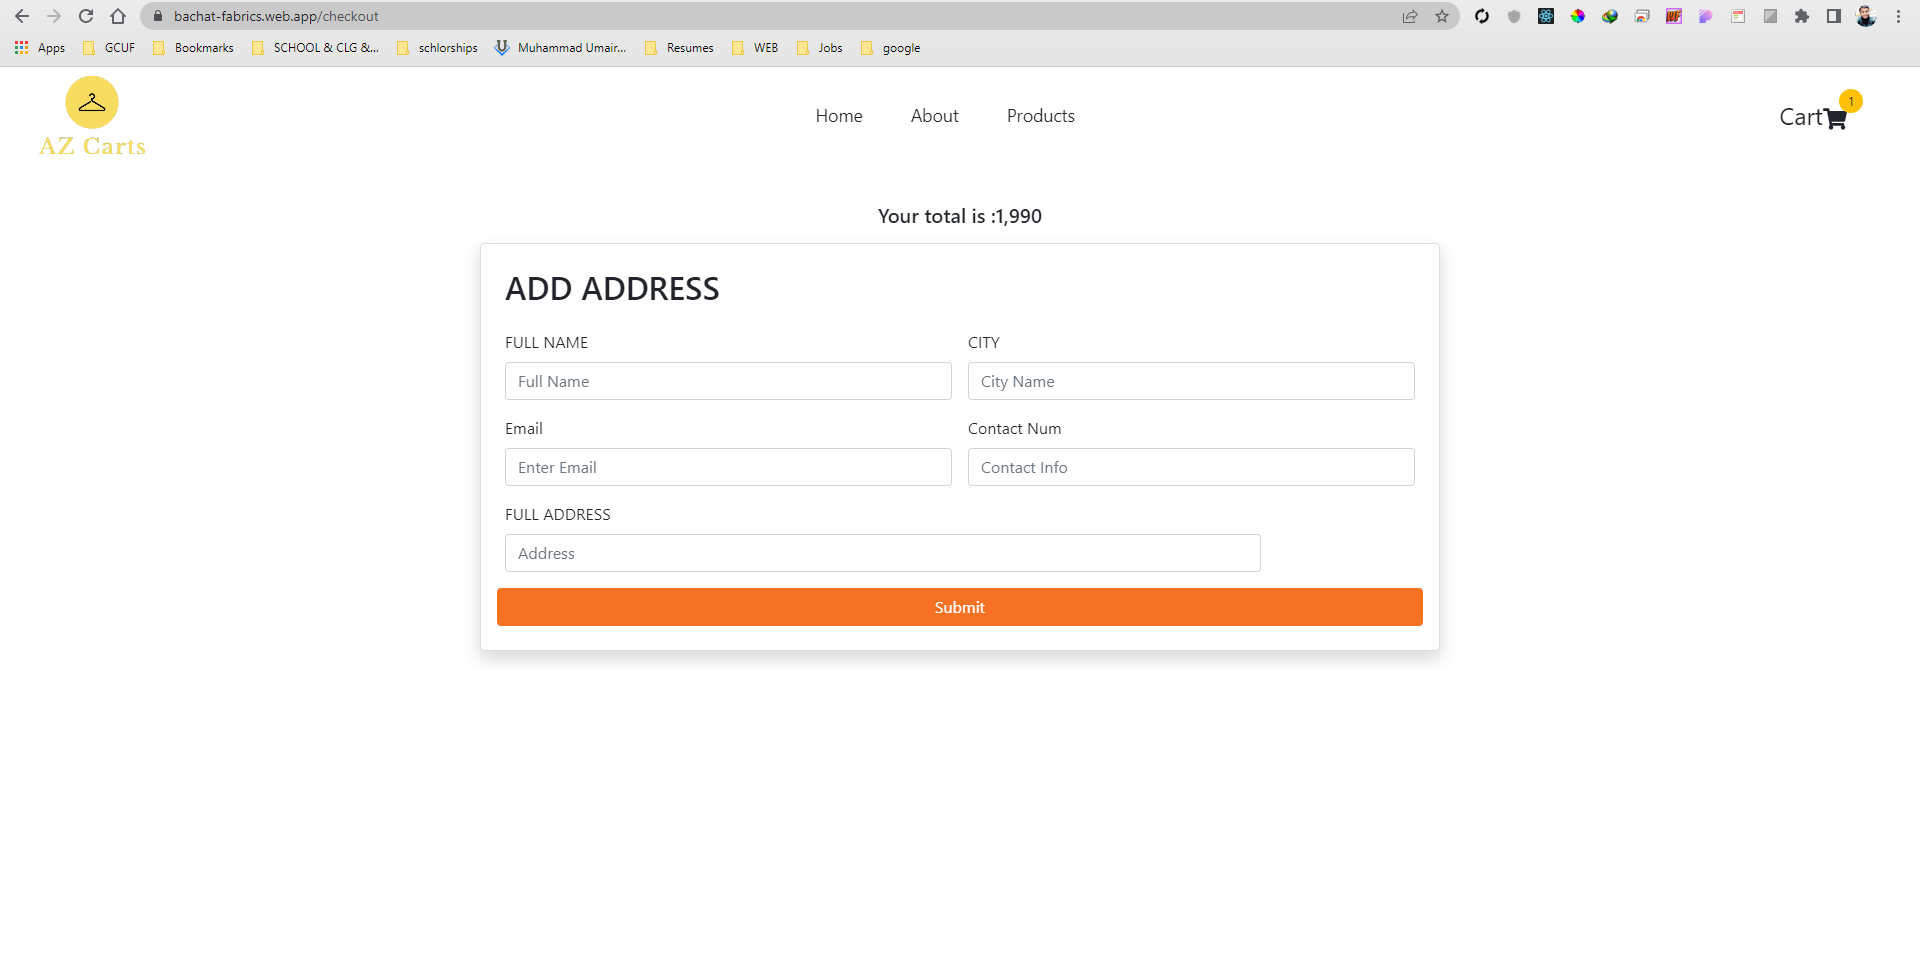 bachat-fabrics.web.app/checkout
Apps GCUF Bookmarks SCHOOL & CLG &... schlorships Muhammad Umair... Resumes WEB Jobs google
AZ Carts
Home About Products
Cart 1
Your total is :1,990
ADD ADDRESS
FULL NAME CITY
Full Name City Name
Email Contact Num
Enter Email Contact Info
FULL ADDRESS
Address
Submit